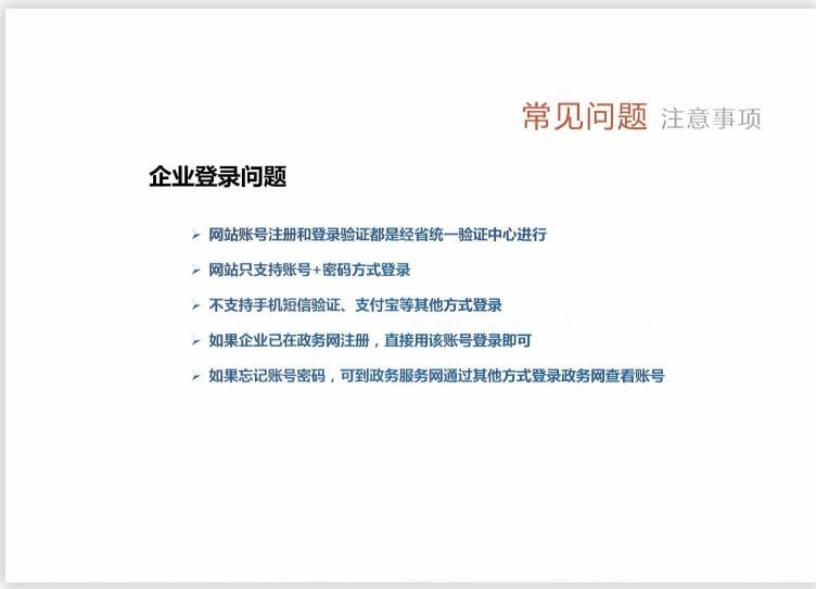 常见问题 注意事项
企业登录问题
➢ 网站账号注册和登录验证都是经省统一验证中心进行
➢ 网站只支持账号+密码方式登录
➢ 不支持手机短信验证、支付宝等其他方式登录
➢ 如果企业已在政务网注册，直接用该账号登录即可
➢ 如果忘记账号密码，可到政务服务网通过其他方式登录政务网查看账号